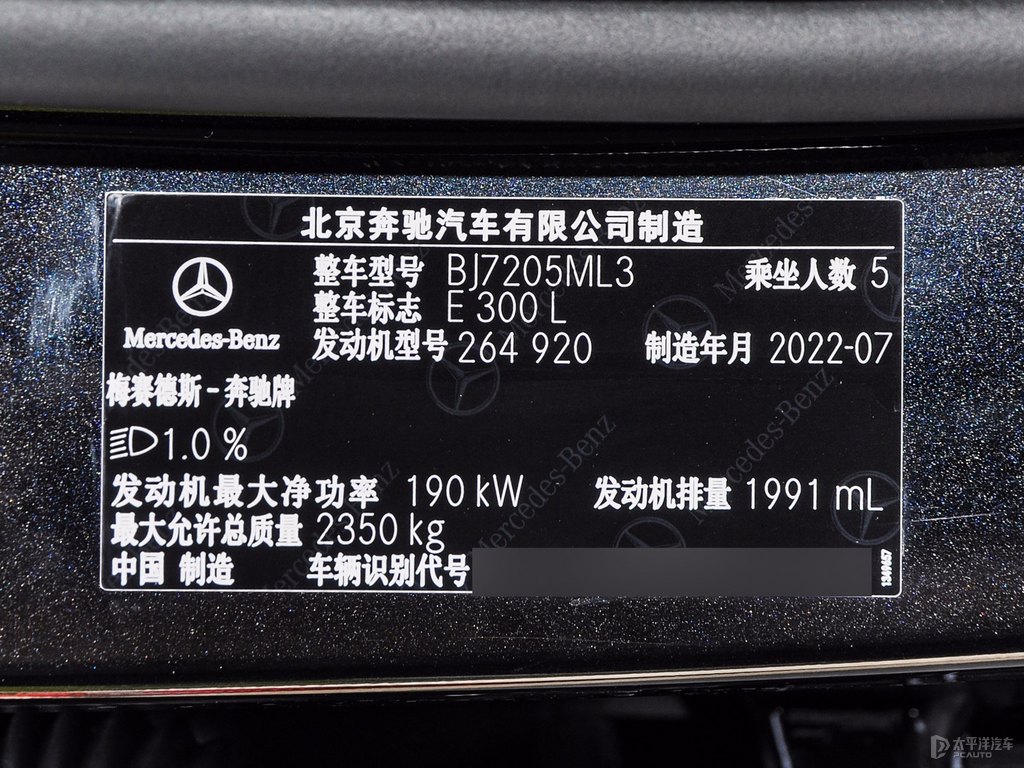 北京奔驰汽车有限公司制造
整车型号 BJ7205ML3 乘坐人数 5
整车标志 E 300 L
Mercedes-Benz
发动机型号 264 920 制造年月 2022-07
梅赛德斯-奔驰牌
1.0 %
发动机最大净功率 190 kW 发动机排量 1991 mL
最大允许总质量 2350 kg
中国 制造 车辆识别代号
太平洋汽车
PCAUTO